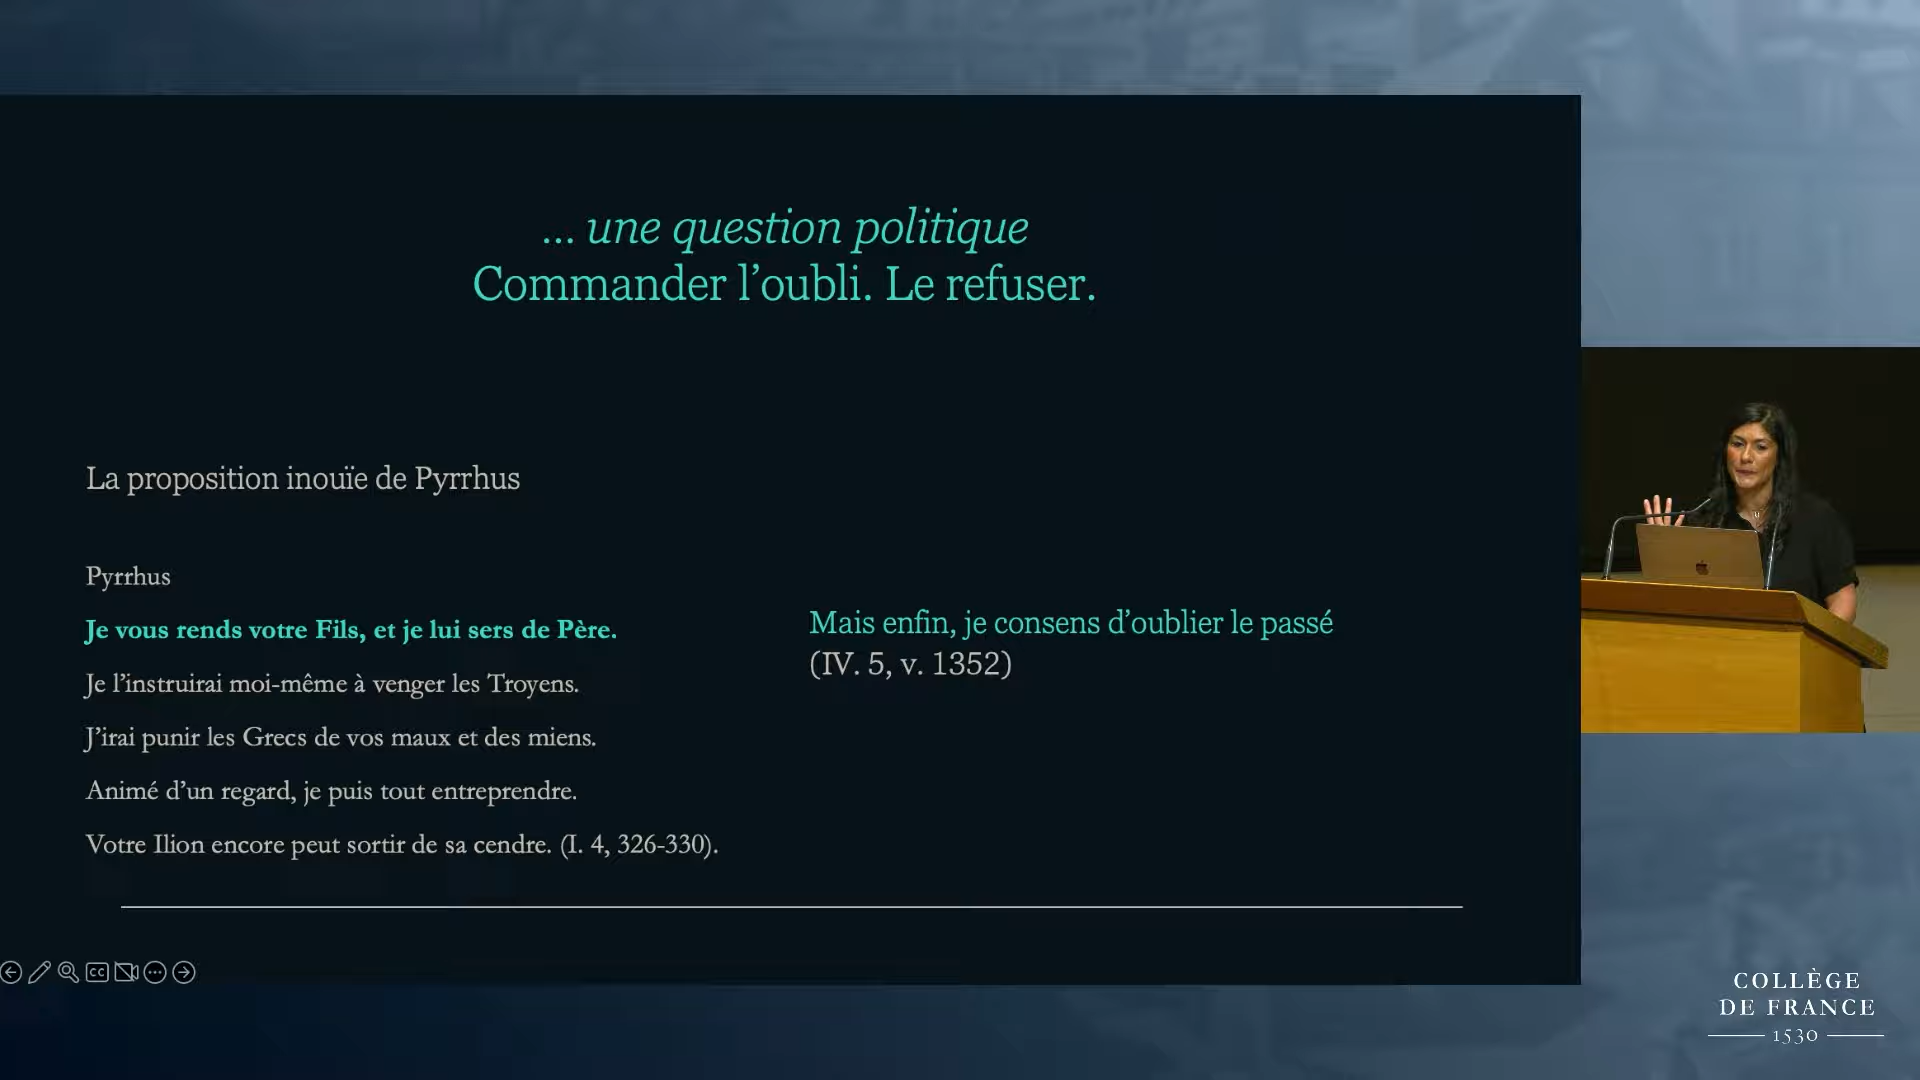 ... une question politique
Commander l’oubli. Le refuser.
La proposition inouïe de Pyrrhus
Pyrrhus
Je vous rends votre Fils, et je lui sers de Père.
Je l’instruirai moi-même à venger les Troyens.
J’irai punir les Grecs de vos maux et des miens.
Animé d’un regard, je puis tout entreprendre.
Votre Ilion encore peut sortir de sa cendre. (I. 4, 326-330).
Mais enfin, je consens d’oublier le passé
(IV. 5, v. 1352)
CC
COLLÈGE
DE FRANCE
1530